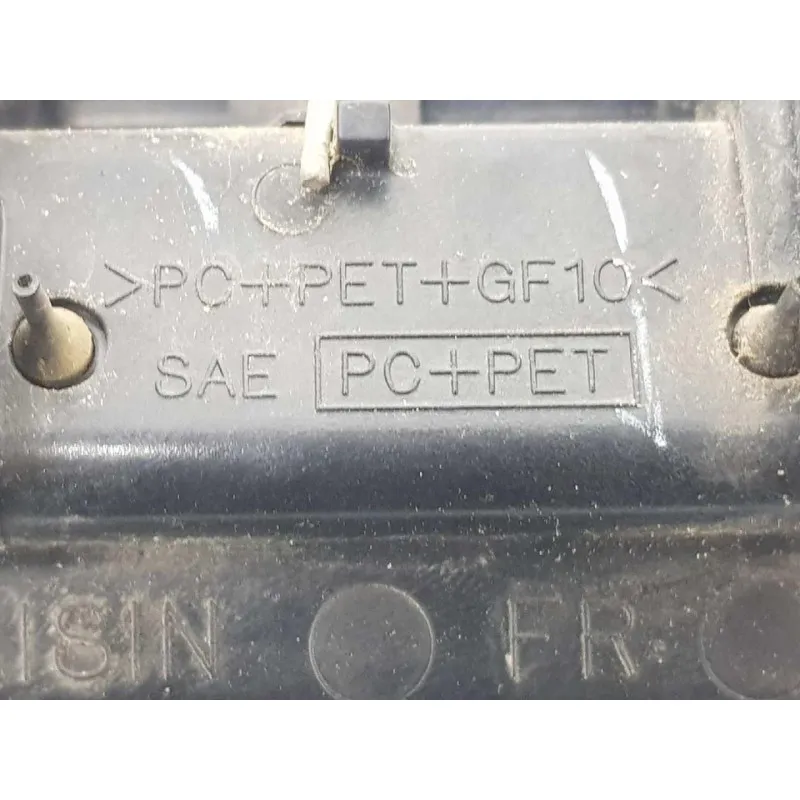 >PC+PET+GF10<
SAE PC+PET
ISIN FR